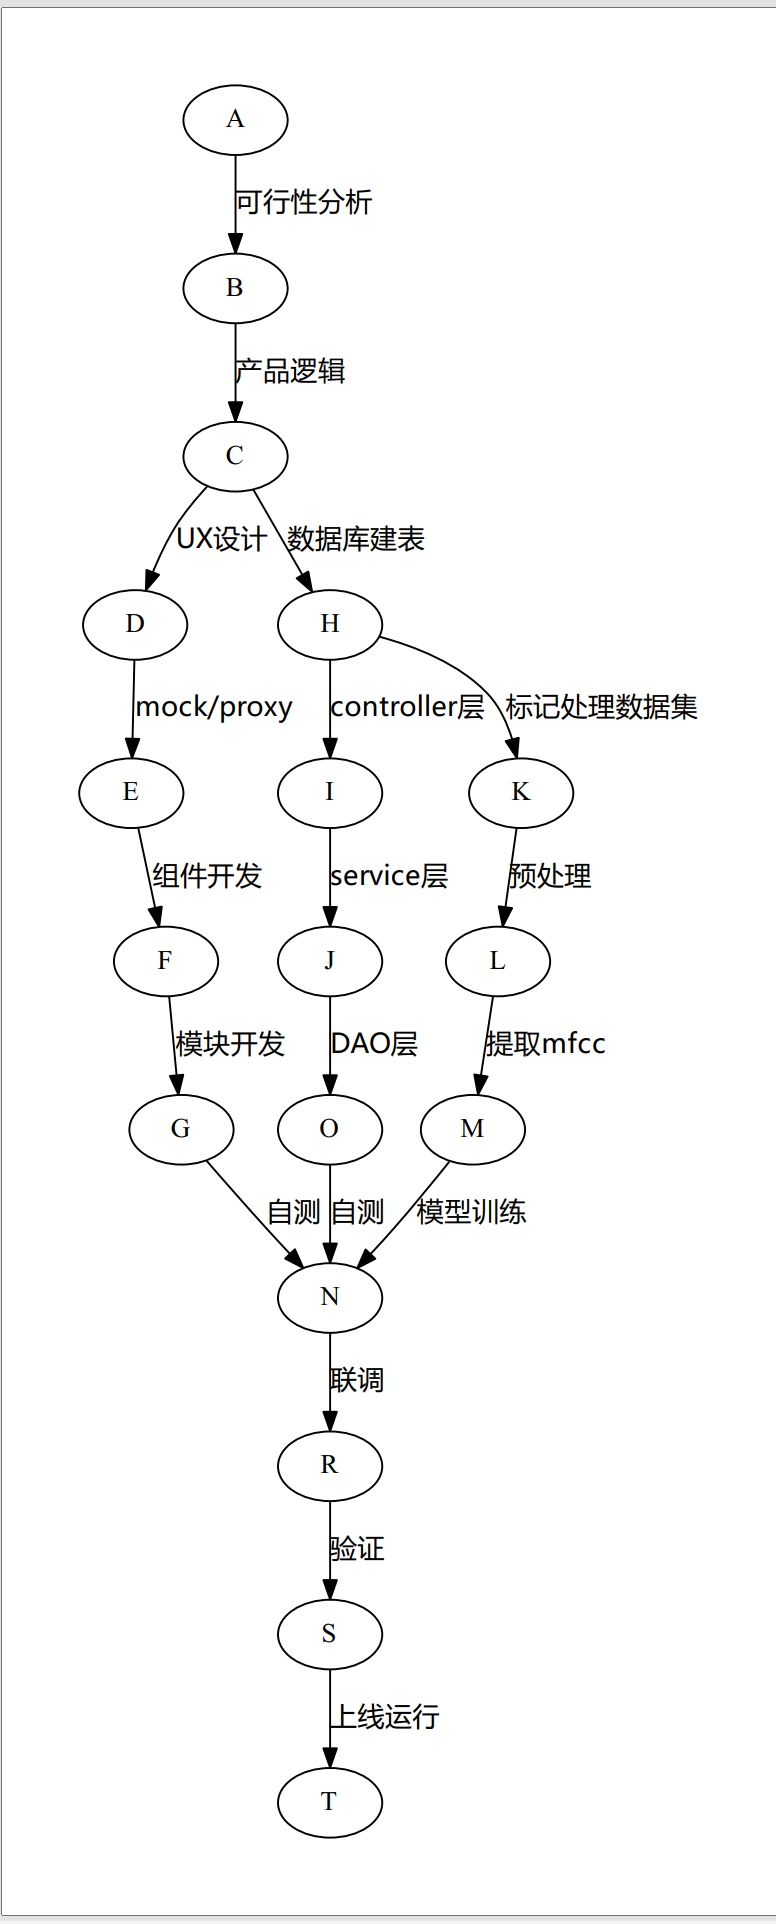 A
可行性分析
B
产品逻辑
C
UX设计
数据库建表
D
H
mock/proxy
controller层
标记处理数据集
E
I
K
组件开发
service层
预处理
F
J
L
模块开发
DAO层
提取mfcc
G
O
M
自测
自测
模型训练
N
联调
R
验证
S
上线运行
T